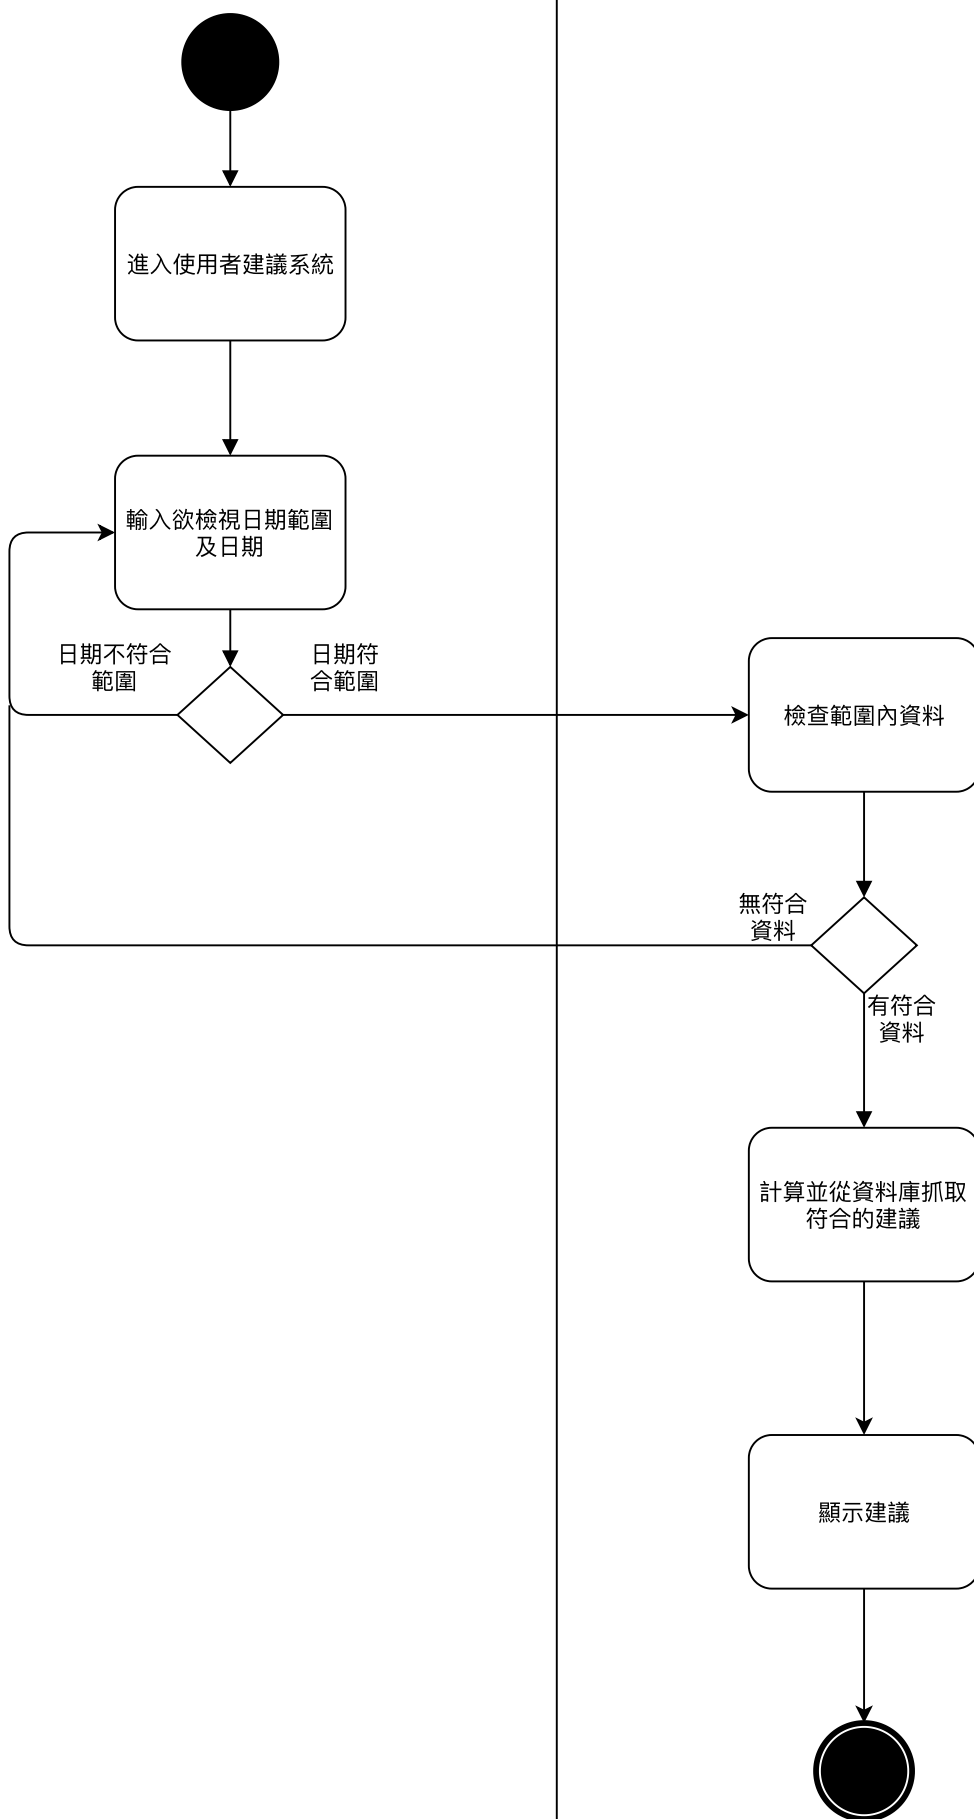 進入使用者建議系統
輸入欲檢視日期範圍
及日期
日期不符合
範圍
日期符
合範圍
檢查範圍內資料
無符合
資料
有符合
資料
計算並從資料庫抓取
符合的建議
顯示建議